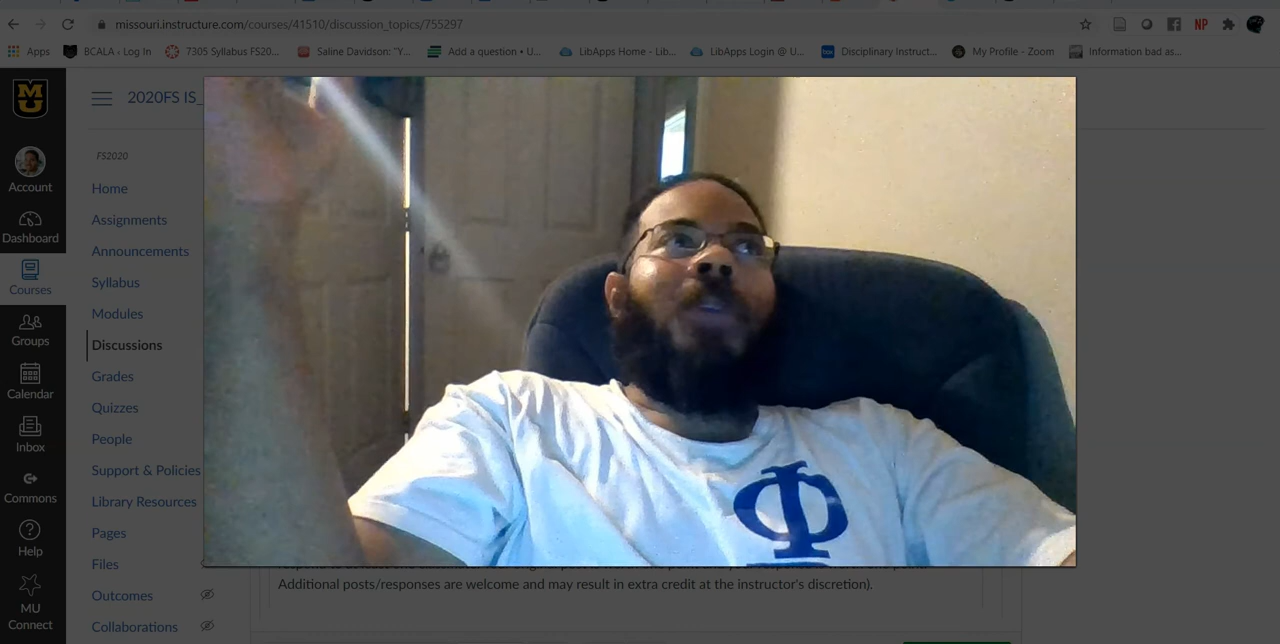 missouri.instructure.com/courses/41510/discussion_topics/755297
NP
Apps
BCALA ‹ Log In
7305 Syllabus FS20...
Saline Davidson: "Y...
Add a question • U...
LibApps Home - Lib...
LibApps Login @ U...
Disciplinary Instruct...
My Profile - Zoom
Information bad as...
MU
2020FS IS_
FS2020
Account
Dashboard
Courses
Groups
Calendar
Inbox
Commons
Help
MU
Connect
Home
Assignments
Announcements
Syllabus
Modules
Discussions
Grades
Quizzes
People
Support & Policies
Library Resources
Pages
Files
Outcomes
Collaborations
Φ
Additional posts/responses are welcome and may result in extra credit at the instructor's discretion).